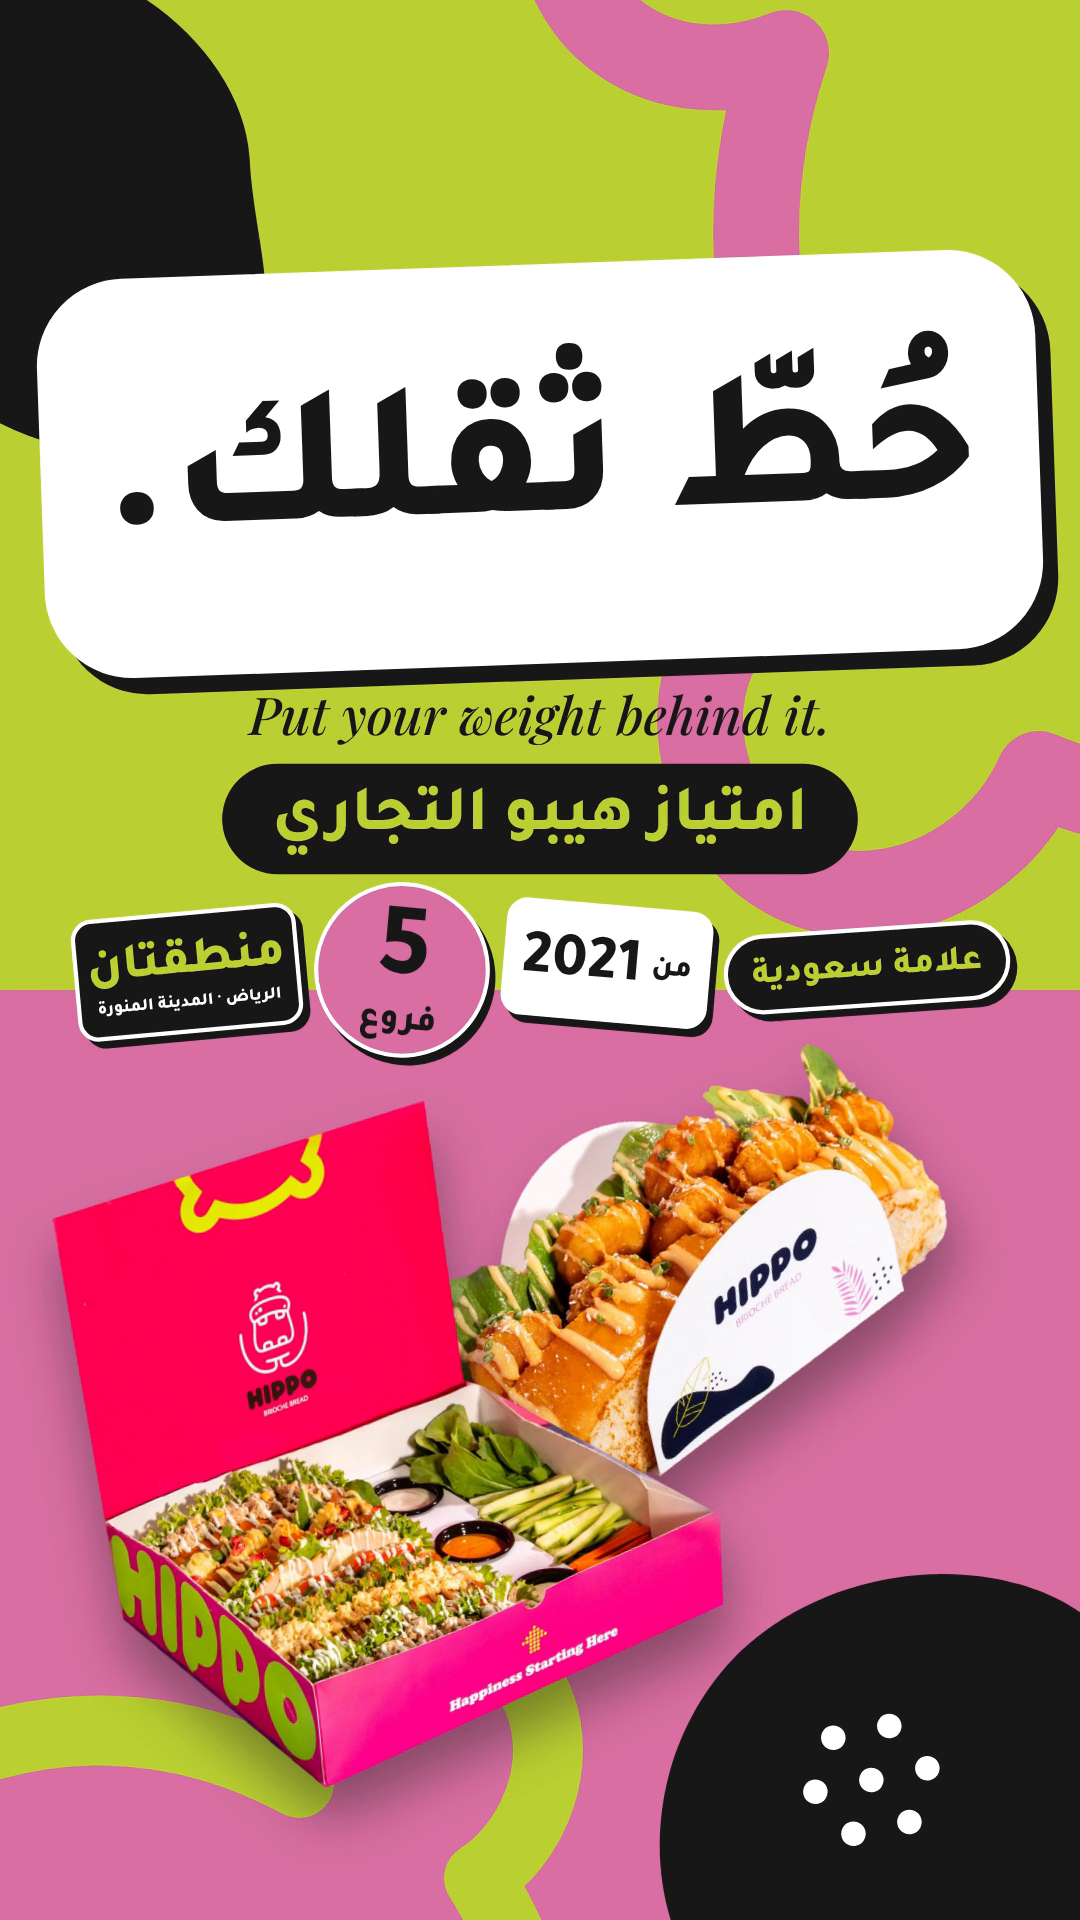 حُطّ ثقلك.
Put your weight behind it.
امتياز هيبو التجاري
علامة سعودية
من 2021
5
فروع
منطقتان
الرياض · المدينة المنورة
HIPPO
BRIOCHE BREAD
HIPPO
BRIOCHE BREAD
HIPPO
Happiness Starting Here